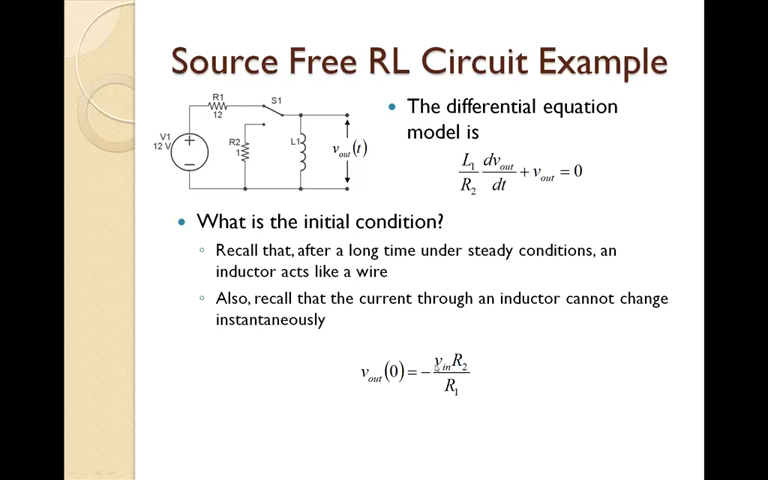 Source Free RL Circuit Example
R1
12
S1
V1
12 V
R2
1
L1
v_out(t)
• The differential equation
model is
L₁/R₂ dv_out/dt + v_out = 0
• What is the initial condition?
◦ Recall that, after a long time under steady conditions, an
inductor acts like a wire
◦ Also, recall that the current through an inductor cannot change
instantaneously
v_out(0) = − v_in R₂ / R₁